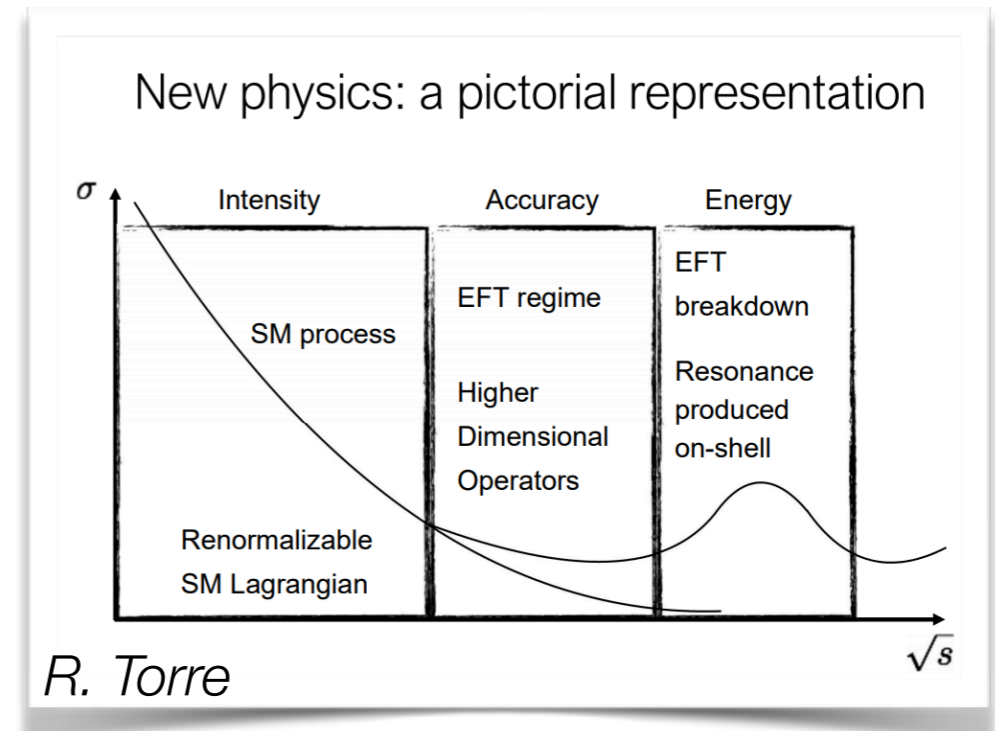 New physics: a pictorial representation
σ
Intensity
Accuracy
Energy
SM process
Renormalizable
SM Lagrangian
EFT regime
Higher
Dimensional
Operators
EFT
breakdown
Resonance
produced
on-shell
√s
R. Torre